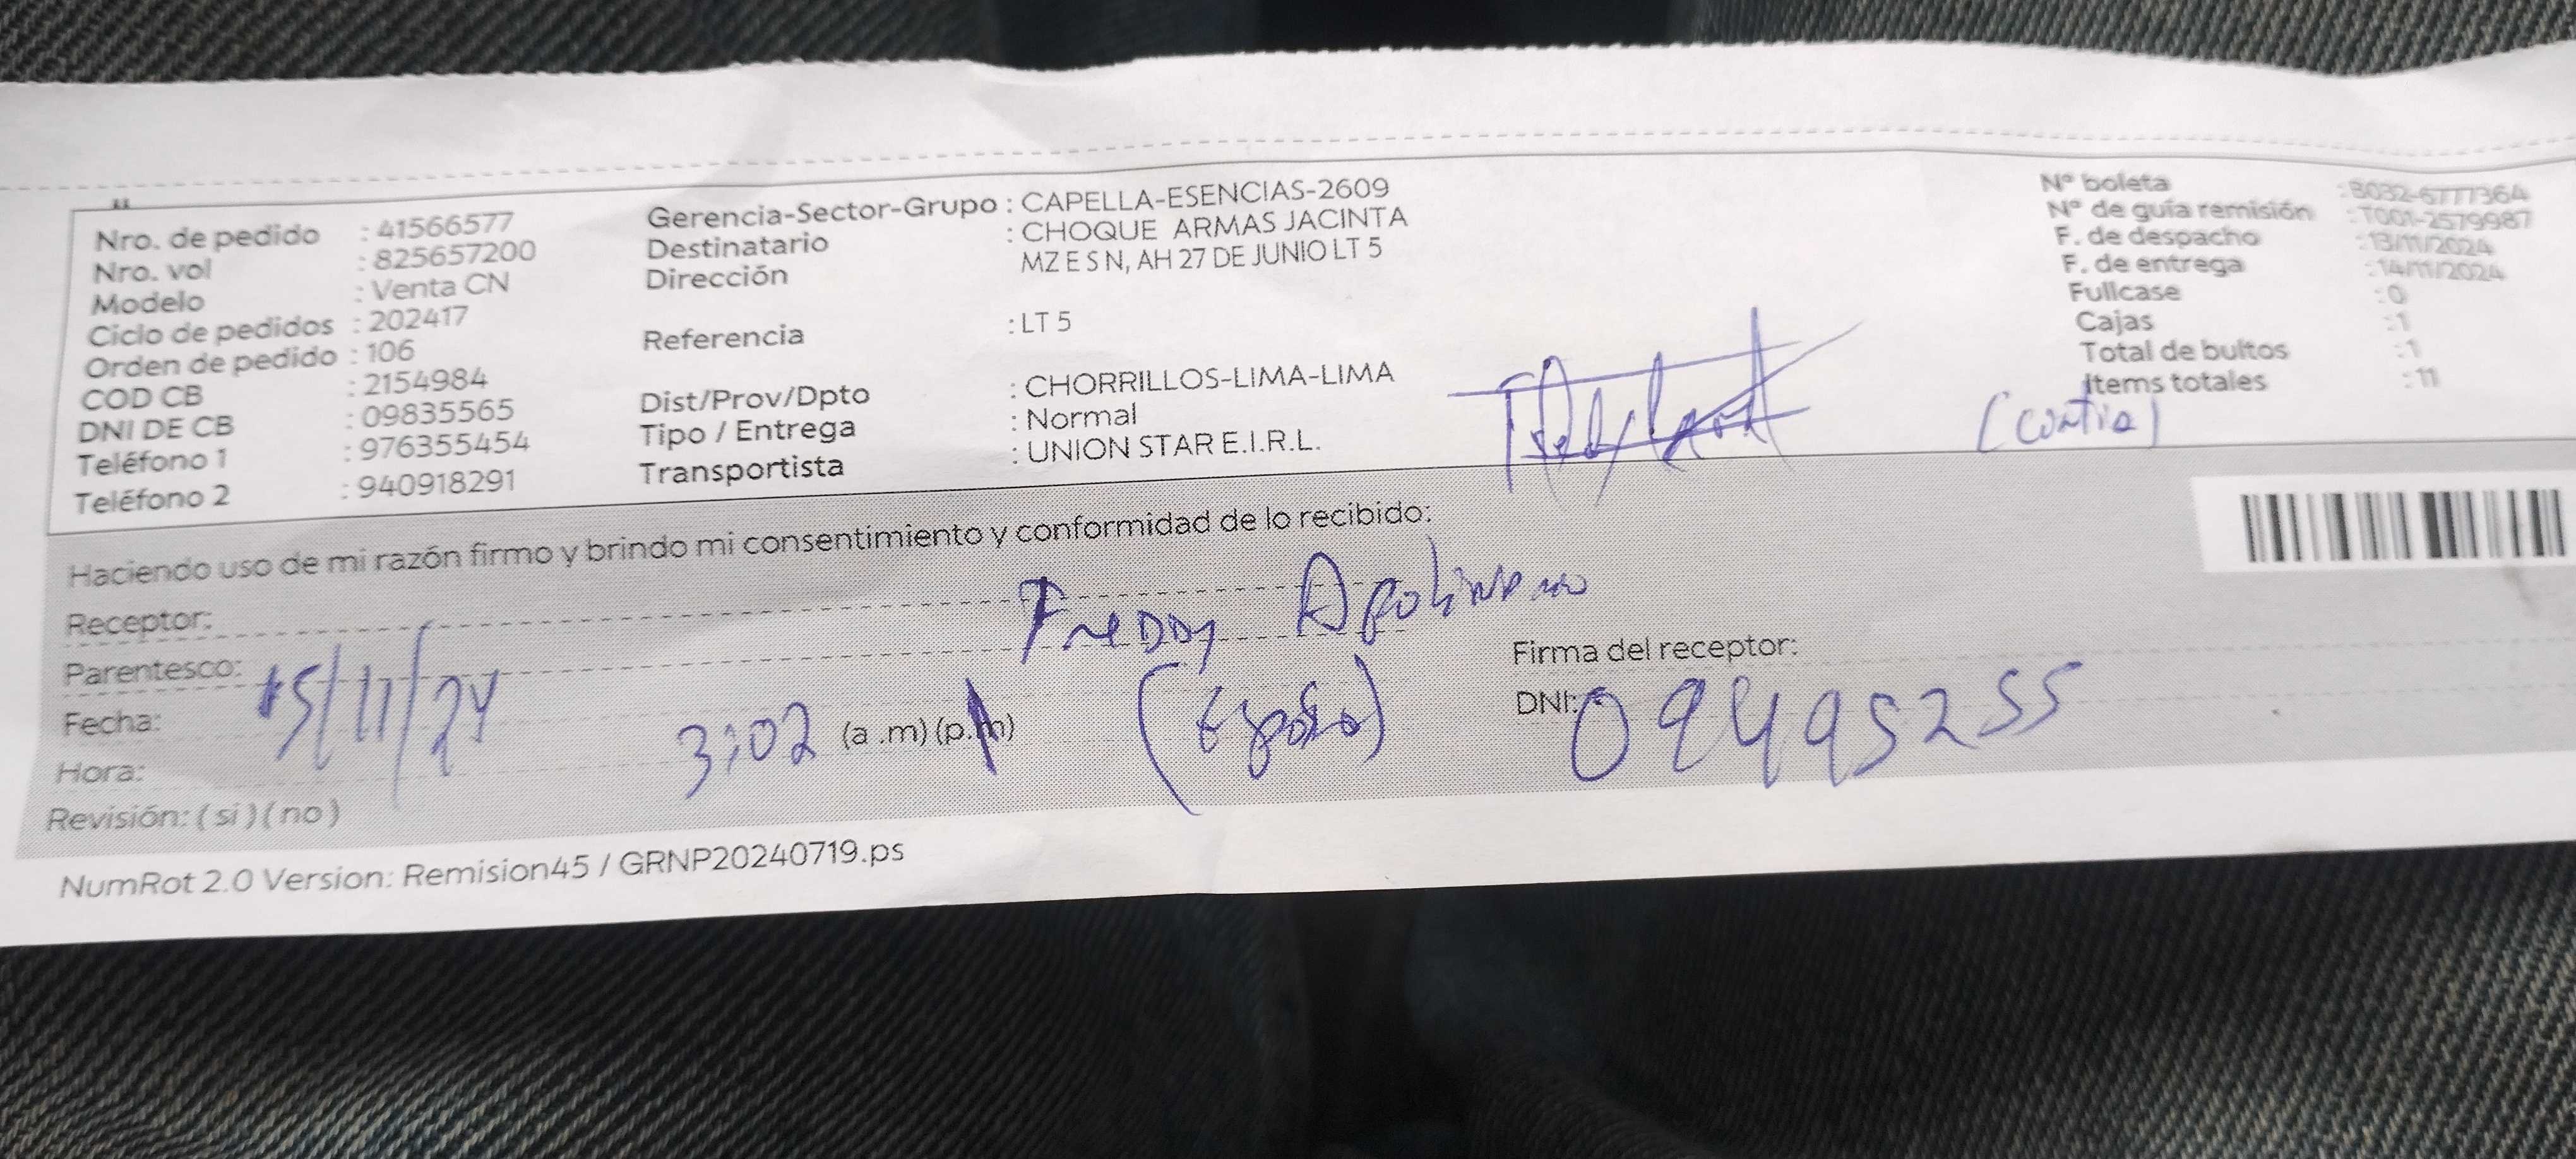 Nro. de pedido : 41566577
Nro. vol : 825657200
Modelo : Venta CN
Ciclo de pedidos : 202417
Orden de pedido : 106
COD CB : 2154984
DNI DE CB : 09835565
Teléfono 1 : 976355454
Teléfono 2 : 940918291
Gerencia-Sector-Grupo : CAPELLA-ESENCIAS-2609
Destinatario : CHOQUE ARMAS JACINTA
Dirección MZ E S N, AH 27 DE JUNIO LT 5
Referencia : LT 5
Dist/Prov/Dpto : CHORRILLOS-LIMA-LIMA
Tipo / Entrega : Normal
Transportista : UNION STAR E.I.R.L.
Nº boleta : B032-6777364
Nº de guía remisión : T001-2579987
F. de despacho : 13/11/2024
F. de entrega : 14/11/2024
Fullcase : 0
Cajas : 1
Total de bultos : 1
Items totales : 11
Haciendo uso de mi razón firmo y brindo mi consentimiento y conformidad de lo recibido:
Receptor: Freddy Apolinario
Parentesco: (Esposo)
Firma del receptor:
Fecha: 15/11/24
DNI: 09495255
Hora: 3:02 (a .m) (p.m)
Revisión: ( si ) ( no )
NumRot 2.0 Version: Remision45 / GRNP20240719.ps